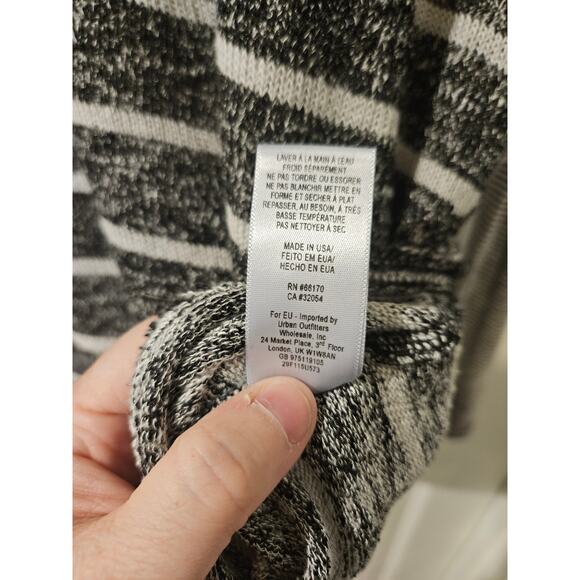 LAVER À LA MAIN À L'EAU
FROID SÉPARÉMENT
NE PAS TORDRE OU ESSORER
NE PAS BLANCHIR METTRE EN
FORME ET SÉCHER À PLAT
REPASSER, AU BESOIN, À TRÈS
BASSE TEMPÉRATURE
PAS NETTOYER À SEC
MADE IN USA/
FEITO EM EUA/
HECHO EN EUA
RN #66170
CA #32054
For EU - Imported by
Urban Outfitters
Wholesale, Inc
24 Market Place, 3rd Floor
London, UK W1W8AN
GB 975119105
29F115U573